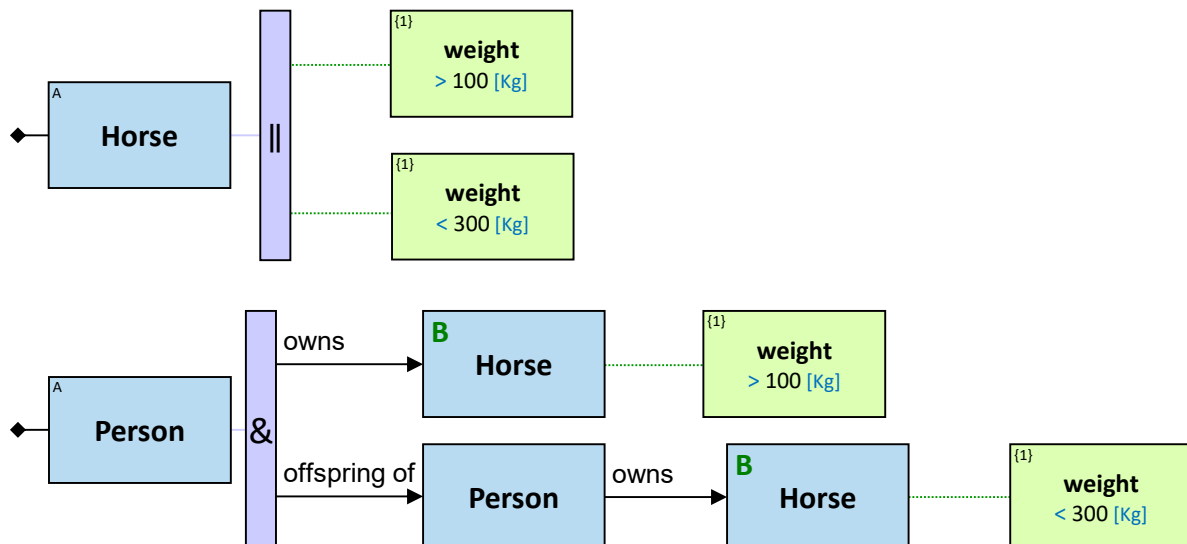 {1}
weight
> 100 [Kg]
A
Horse
||
{1}
weight
< 300 [Kg]
owns
B
Horse
{1}
weight
> 100 [Kg]
A
Person
&
offspring of
Person
owns
B
Horse
{1}
weight
< 300 [Kg]